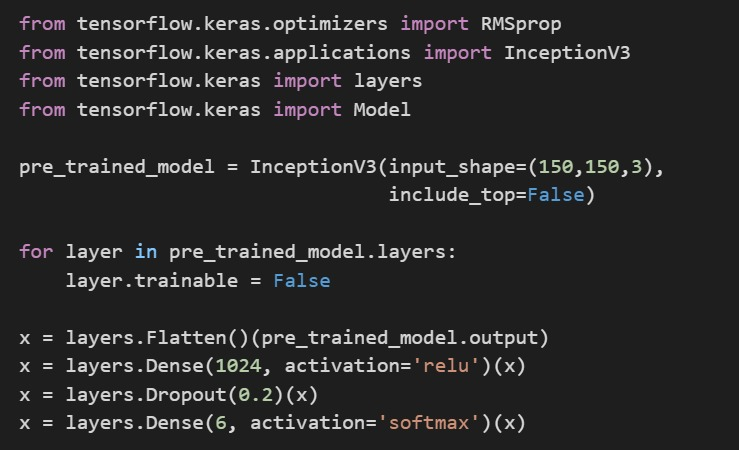 from tensorflow.keras.optimizers import RMSprop
from tensorflow.keras.applications import InceptionV3
from tensorflow.keras import layers
from tensorflow.keras import Model

pre_trained_model = InceptionV3(input_shape=(150,150,3),
                                include_top=False)

for layer in pre_trained_model.layers:
    layer.trainable = False

x = layers.Flatten()(pre_trained_model.output)
x = layers.Dense(1024, activation='relu')(x)
x = layers.Dropout(0.2)(x)
x = layers.Dense(6, activation='softmax')(x)